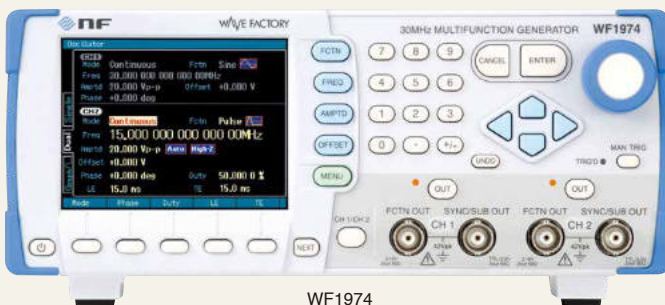 nf WAVE FACTORY 30MHz MULTIFUNCTION GENERATOR WF1974
Osc Cursor
CH1
Mode Continuous Fctn Sine
Freq 30.000 000 000 000 00MHz
Amptd 20.000 Vp-p Offset +0.000 V
Phase +0.000 deg
CH2
Mode Continuous Fctn Pulse
Freq 15.000 000 000 000 00MHz
Amptd 20.000 Vp-p Auto High-Z
Offset +0.000 V
Phase +0.000 deg Duty 50.000 0 %
LE 15.0 ns TE 15.0 ns
Mode Phase Duty LE TE
Simple
Dual
FCTN
FREQ
AMPTD
OFFSET
MENU
NEXT
CH 1/CH 2
7 8 9
4 5 6
1 2 3
0 · +/-
CANCEL ENTER
UNDO
TRIG'D MAN TRIG
OUT OUT
FCTN OUT SYNC/SUB OUT FCTN OUT SYNC/SUB OUT
CH 1 CH 2
42Vpk 42Vpk
WF1974